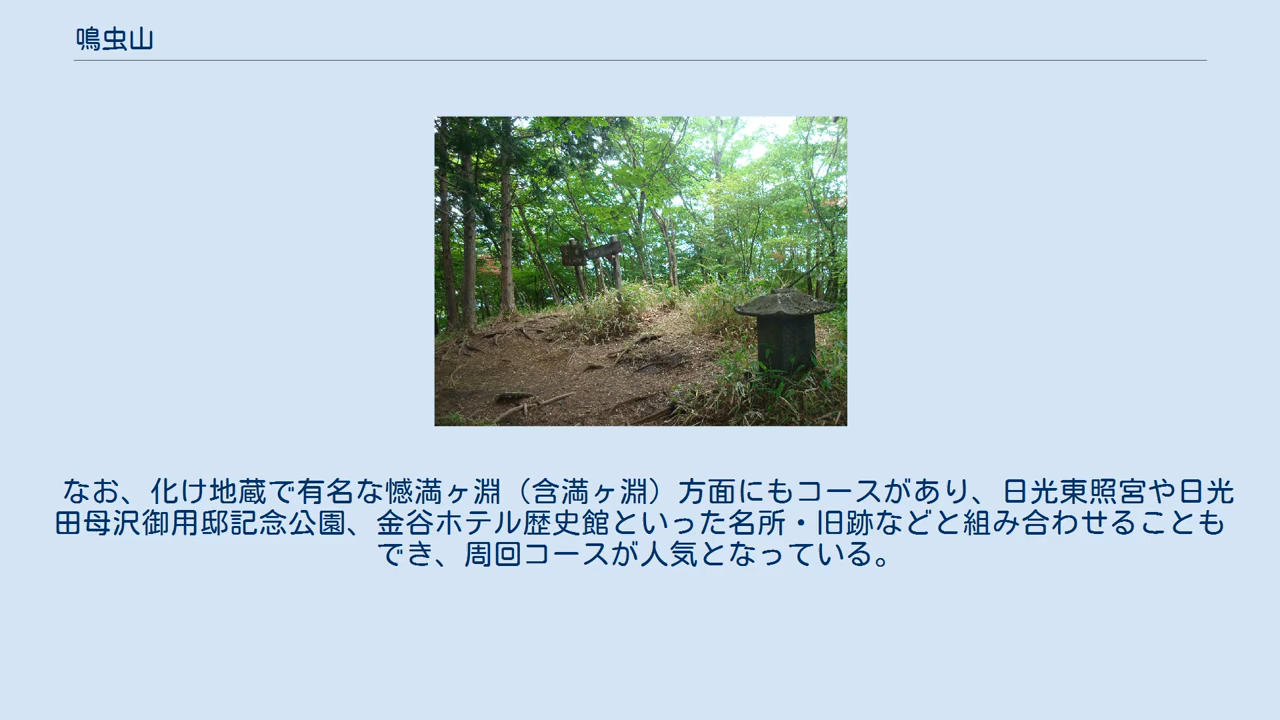 鳴虫山
なお、化け地蔵で有名な憾満ヶ淵（含満ヶ淵）方面にもコースがあり、日光東照宮や日光
田母沢御用邸記念公園、金谷ホテル歴史館といった名所・旧跡などと組み合わせることも
でき、周回コースが人気となっている。